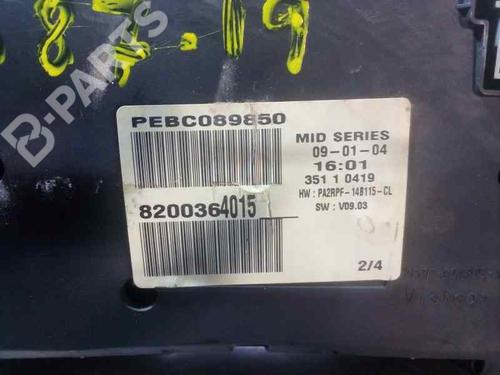 B-PARTS
PEBC089850
MID SERIES
09-01-04
16:01
351 1 0419
HW : PA2RPF-14B115-CL
SW : V09.03
8200364015
2/4